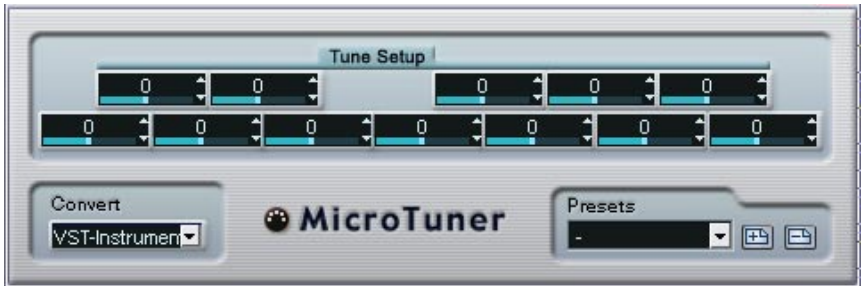 Tune Setup
0 0 0 0 0
0 0 0 0 0 0 0
Convert
VST-Instrumen
MicroTuner
Presets
-